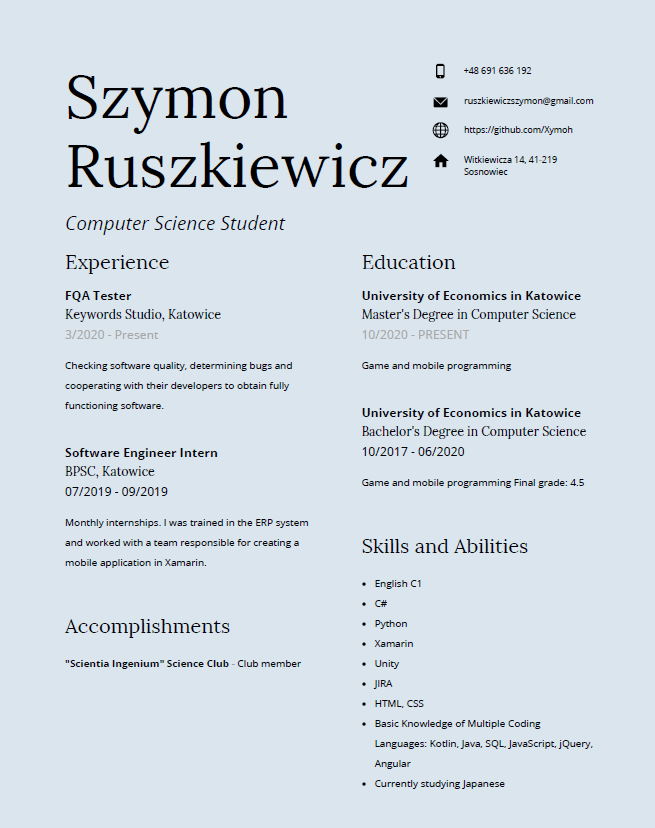 Szymon
Ruszkiewicz
Computer Science Student
+48 691 636 192
ruszkiewiczszymon@gmail.com
https://github.com/Xymoh
Witkiewicza 14, 41-219
Sosnowiec
Experience
FQA Tester
Keywords Studio, Katowice
3/2020 - Present
Checking software quality, determining bugs and
cooperating with their developers to obtain fully
functioning software.
Software Engineer Intern
BPSC, Katowice
07/2019 - 09/2019
Monthly internships. I was trained in the ERP system
and worked with a team responsible for creating a
mobile application in Xamarin.
Accomplishments
"Scientia Ingenium" Science Club - Club member
Education
University of Economics in Katowice
Master's Degree in Computer Science
10/2020 - PRESENT
Game and mobile programming
University of Economics in Katowice
Bachelor's Degree in Computer Science
10/2017 - 06/2020
Game and mobile programming Final grade: 4.5
Skills and Abilities
• English C1
• C#
• Python
• Xamarin
• Unity
• JIRA
• HTML, CSS
• Basic Knowledge of Multiple Coding
Languages: Kotlin, Java, SQL, JavaScript, jQuery,
Angular
• Currently studying Japanese